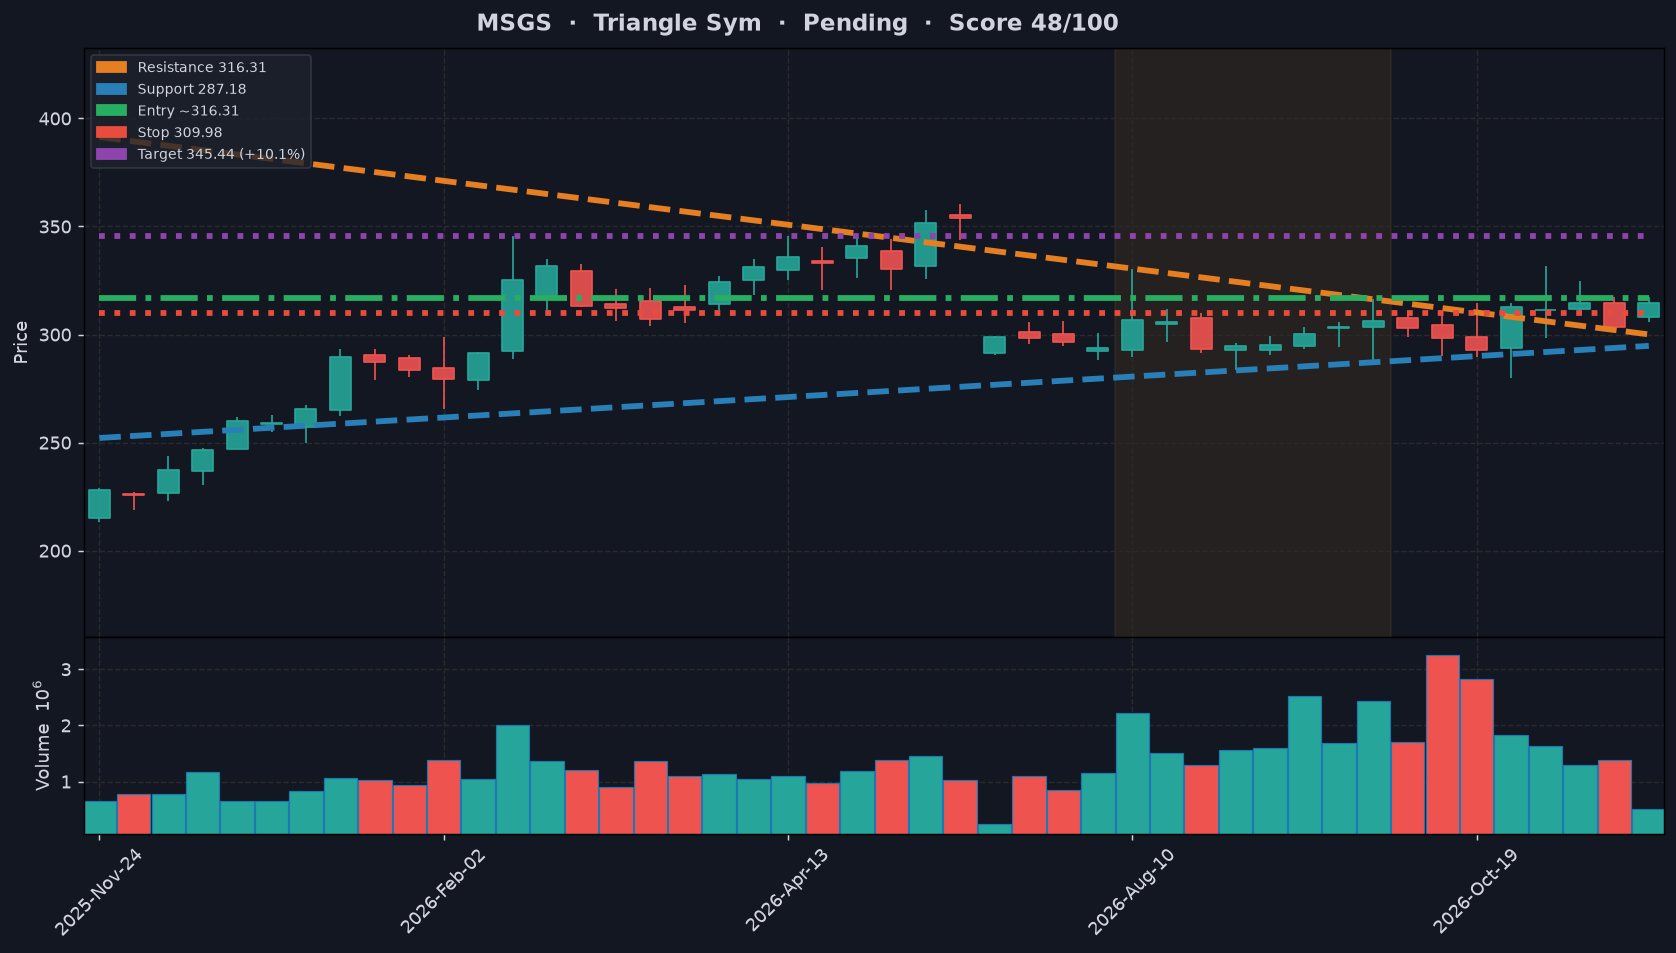 MSGS · Triangle Sym · Pending · Score 48/100
Resistance 316.31
Support 287.18
Entry ~316.31
Stop 309.98
Target 345.44 (+10.1%)
400
350
300
250
200
Price
3
2
1
Volume 10⁶
2025-Nov-24
2026-Feb-02
2026-Apr-13
2026-Aug-10
2026-Oct-19